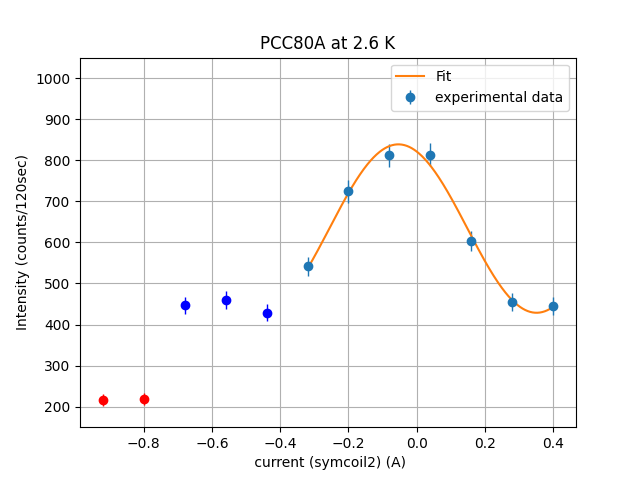 PCC80A at 2.6 K
Fit
experimental data
Intensity (counts/120sec)
1000
900
800
700
600
500
400
300
200
−0.8 −0.6 −0.4 −0.2 0.0 0.2 0.4
current (symcoil2) (A)